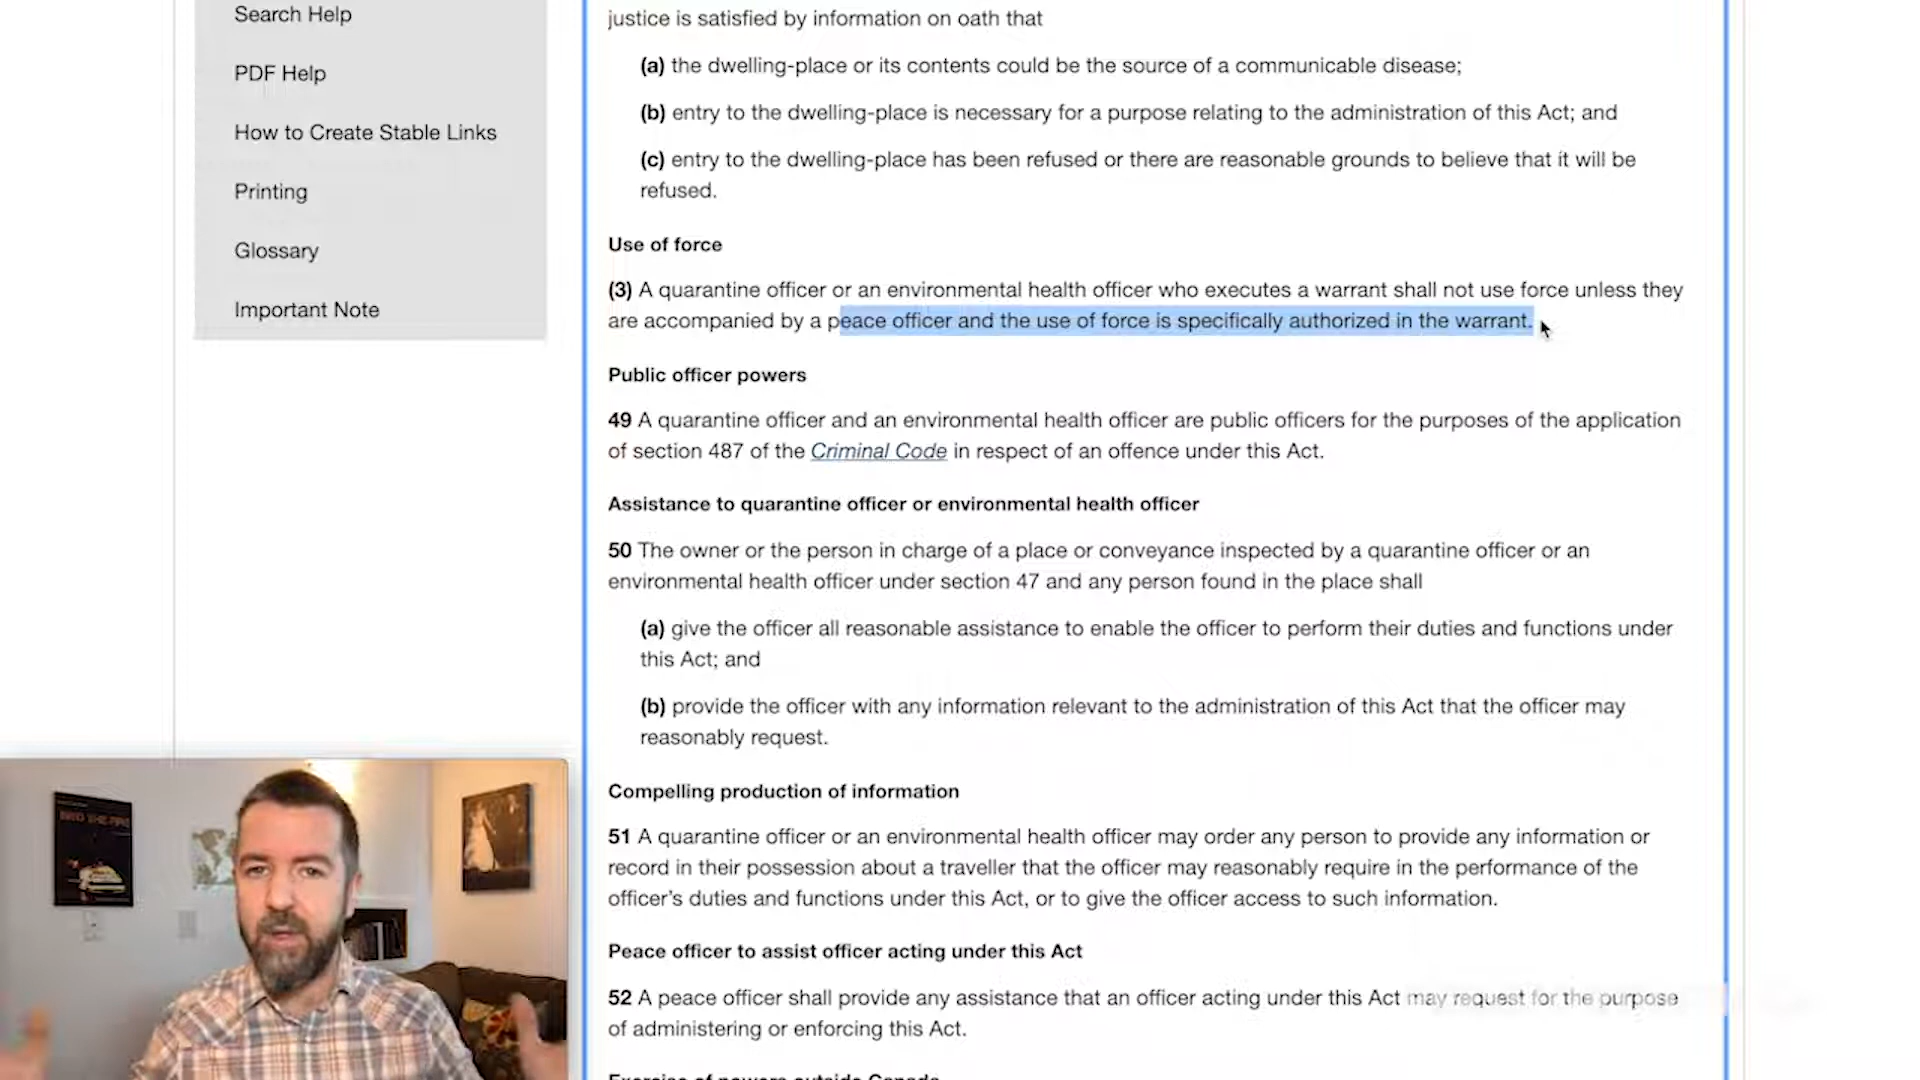 Search Help
PDF Help
How to Create Stable Links
Printing
Glossary
Important Note
justice is satisfied by information on oath that
(a) the dwelling-place or its contents could be the source of a communicable disease;
(b) entry to the dwelling-place is necessary for a purpose relating to the administration of this Act; and
(c) entry to the dwelling-place has been refused or there are reasonable grounds to believe that it will be
refused.
Use of force
(3) A quarantine officer or an environmental health officer who executes a warrant shall not use force unless they
are accompanied by a peace officer and the use of force is specifically authorized in the warrant.
Public officer powers
49 A quarantine officer and an environmental health officer are public officers for the purposes of the application
of section 487 of the Criminal Code in respect of an offence under this Act.
Assistance to quarantine officer or environmental health officer
50 The owner or the person in charge of a place or conveyance inspected by a quarantine officer or an
environmental health officer under section 47 and any person found in the place shall
(a) give the officer all reasonable assistance to enable the officer to perform their duties and functions under
this Act; and
(b) provide the officer with any information relevant to the administration of this Act that the officer may
reasonably request.
Compelling production of information
51 A quarantine officer or an environmental health officer may order any person to provide any information or
record in their possession about a traveller that the officer may reasonably require in the performance of the
officer's duties and functions under this Act, or to give the officer access to such information.
Peace officer to assist officer acting under this Act
52 A peace officer shall provide any assistance that an officer acting under this Act may request for the purpose
of administering or enforcing this Act.
Exercise of powers outside Canada